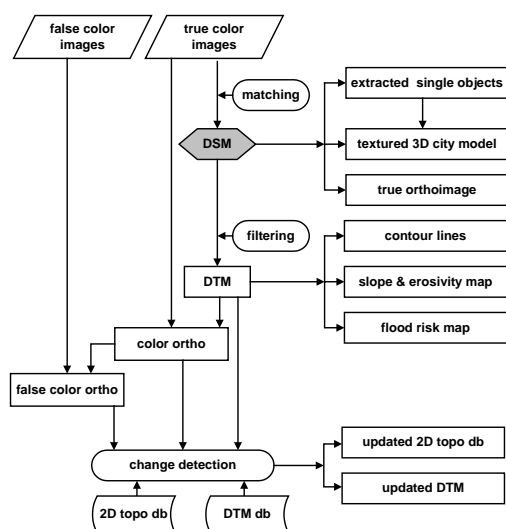 false color
images
true color
images
matching
extracted single objects
DSM
textured 3D city model
true orthoimage
filtering
contour lines
DTM
slope & erosivity map
flood risk map
color ortho
false color ortho
change detection
updated 2D topo db
updated DTM
2D topo db
DTM db